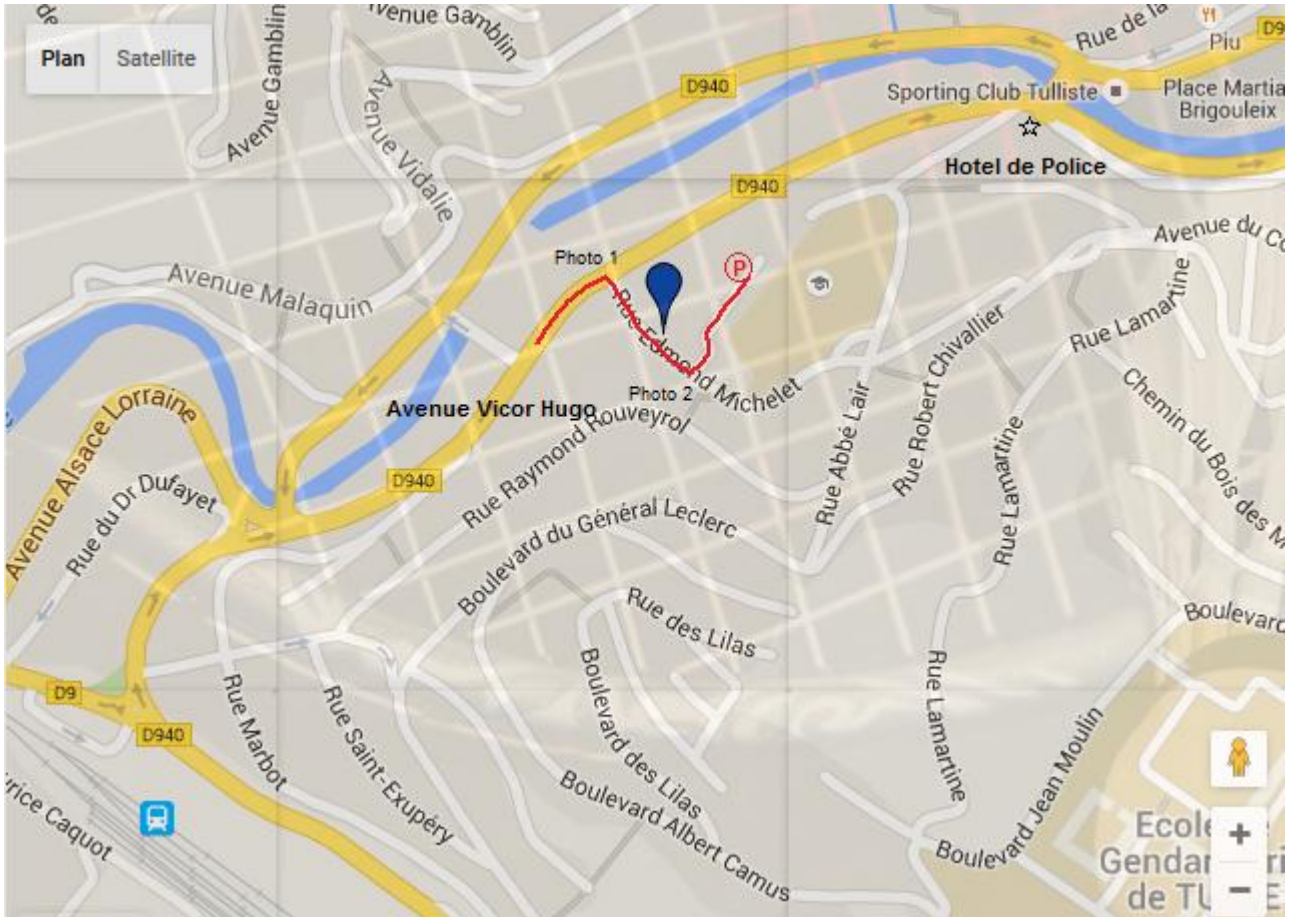 Plan
Satellite
Avenue Gamblin
Avenue Gamblin
Avenue Vidalie
D940
Rue de la
Piu
Sporting Club Tulliste
Place Martia
Brigouleix
Hotel de Police
D940
Avenue du Co
Avenue Malaquin
Photo 1
P
Rue Edmond Michelet
Photo 2
Avenue Vicor Hugo
Rue Lamartine
Rue Robert Chivallier
Rue Abbé Lair
Chemin du Bois des M
Avenue Alsace Lorraine
Rue du Dr Dufayet
D940
Rue Raymond Rouveyrol
Boulevard du Général Leclerc
Rue Lamartine
Rue des Lilas
Boulevard
D9
D940
Rue Marbot
Rue Saint-Exupéry
Boulevard des Lilas
Boulevard Albert Camus
Rue Lamartine
Boulevard Jean Moulin
urice Caquot
Ecole
Gendar
de TU
+
−